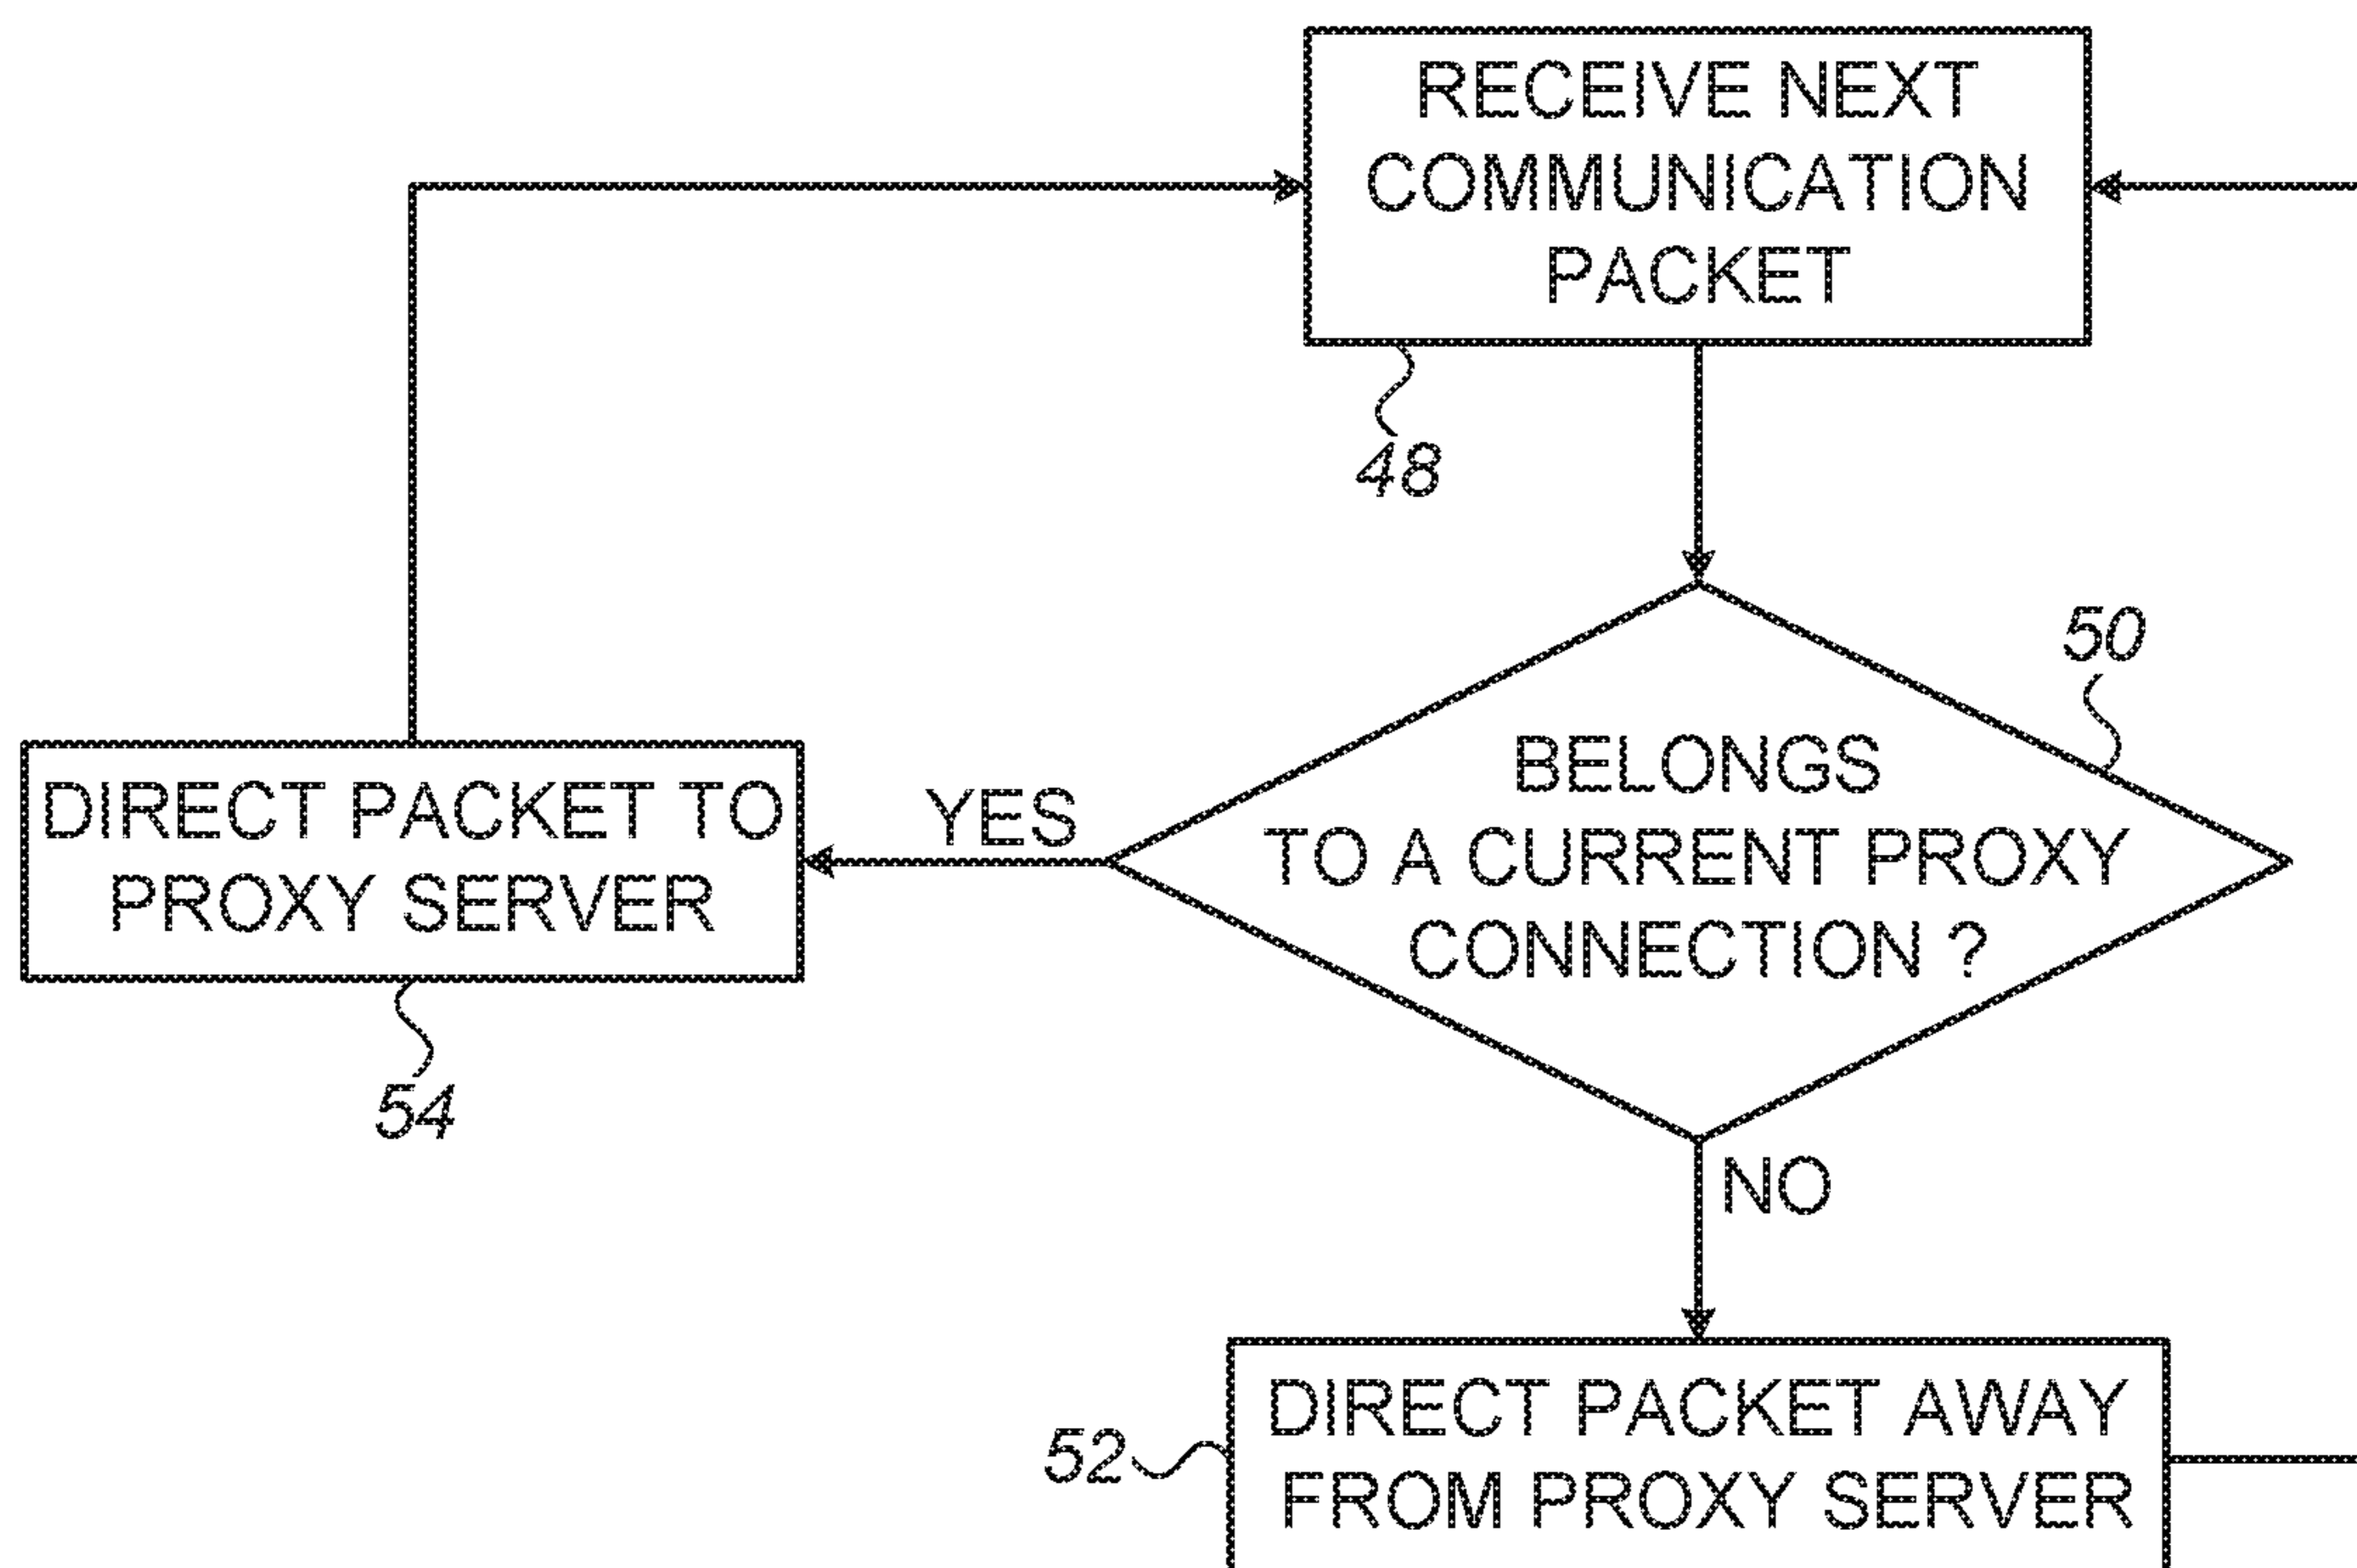 RECEIVE NEXT
COMMUNICATION
PACKET
48
50
BELONGS
TO A CURRENT PROXY
CONNECTION ?
YES
DIRECT PACKET TO
PROXY SERVER
54
NO
52
DIRECT PACKET AWAY
FROM PROXY SERVER